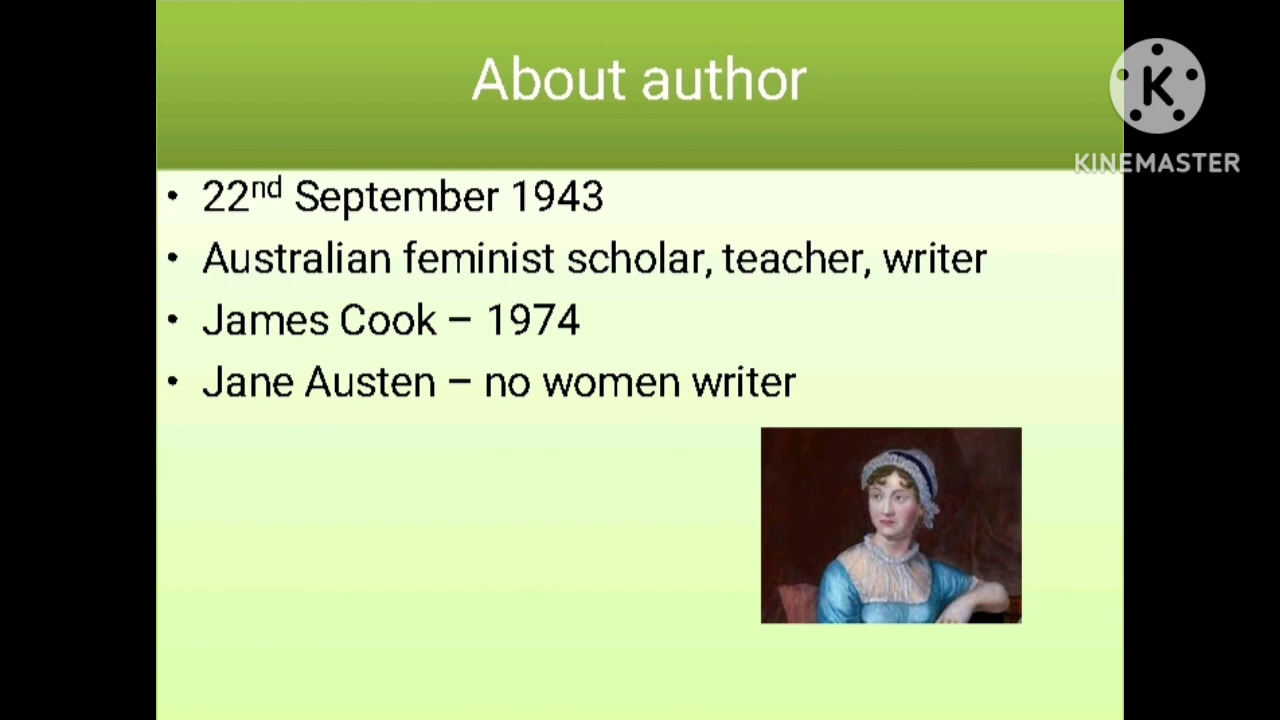 About author
K
KINEMASTER
• 22nd September 1943
• Australian feminist scholar, teacher, writer
• James Cook – 1974
• Jane Austen – no women writer